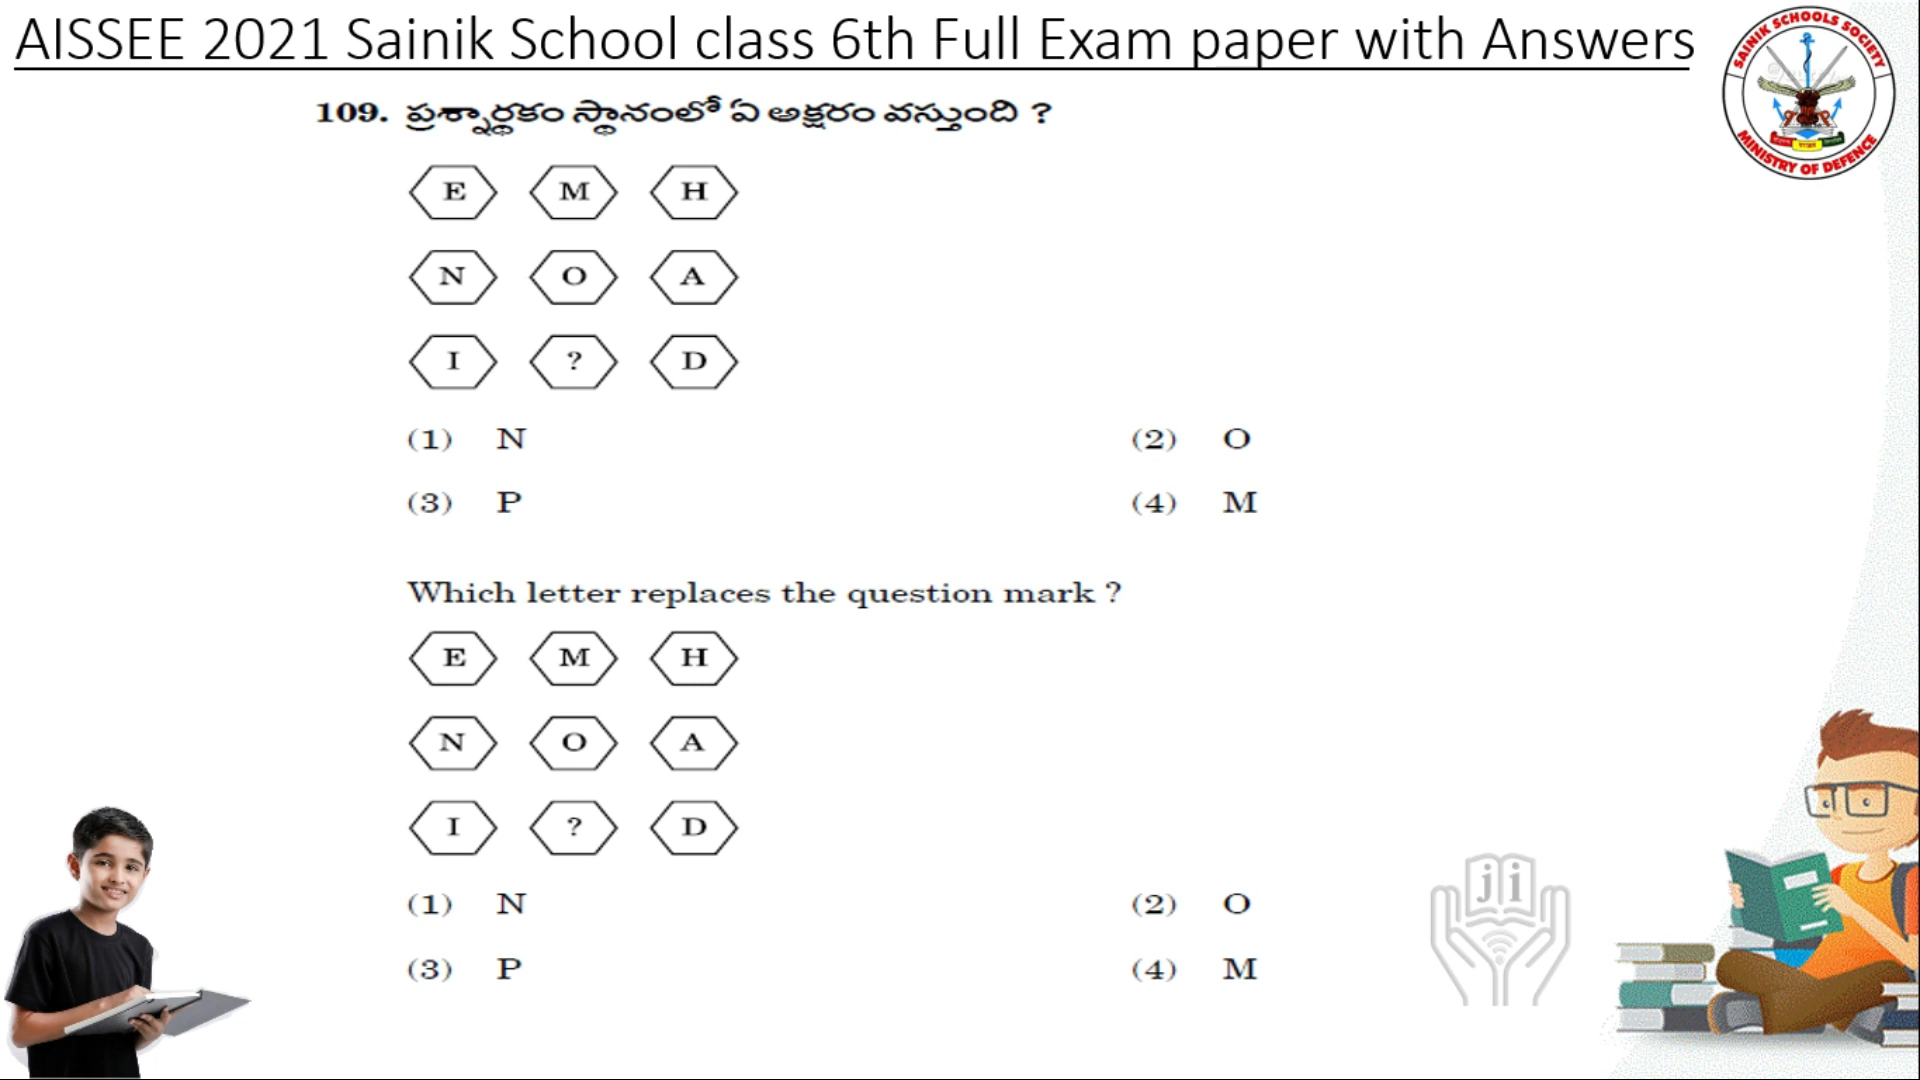 AISSEE 2021 Sainik School class 6th Full Exam paper with Answers
SAINIK SCHOOLS SOCIETY
MINISTRY OF DEFENCE
109. ప్రశ్నార్థకం స్థానంలో ఏ అక్షరం వస్తుంది ?
E M H
N O A
I ? D
(1) N (2) O
(3) P (4) M
Which letter replaces the question mark ?
E M H
N O A
I ? D
(1) N (2) O
(3) P (4) M
ji